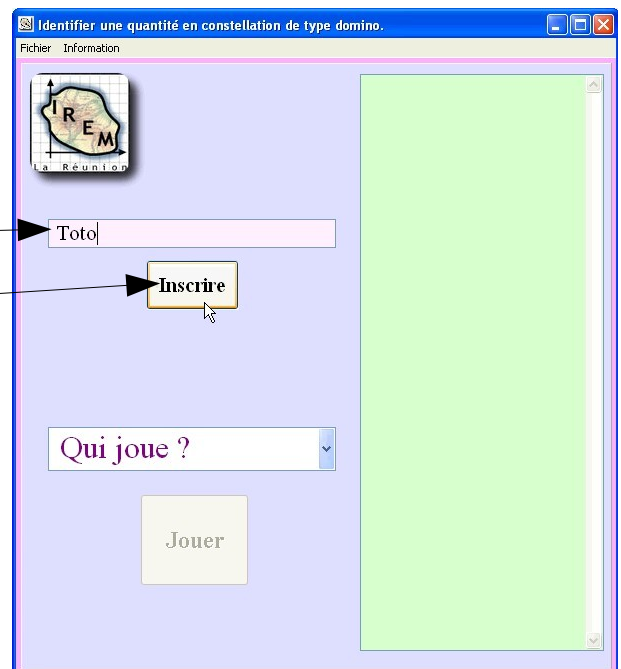 Identifier une quantité en constellation de type domino.
Fichier Information
I R E M
La Réunion
Toto
Inscrire
Qui joue ?
Jouer